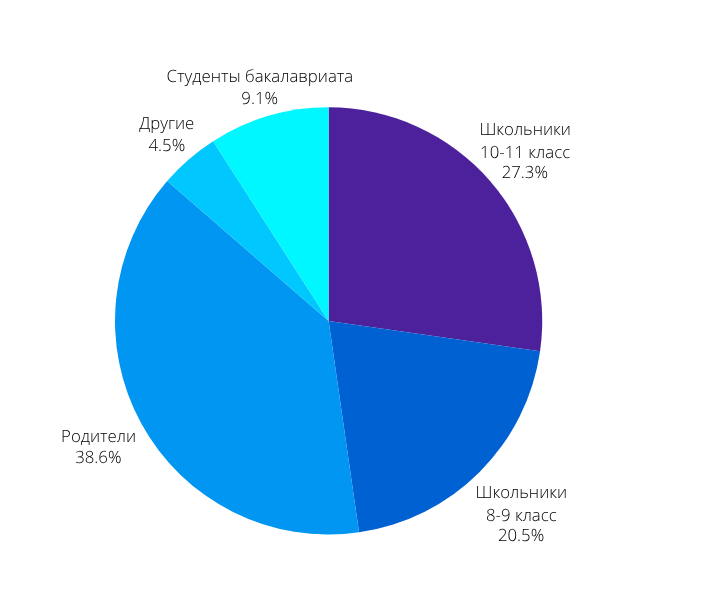 Студенты бакалавриата
9.1%
Другие
4.5%
Школьники
10-11 класс
27.3%
Родители
38.6%
Школьники
8-9 класс
20.5%